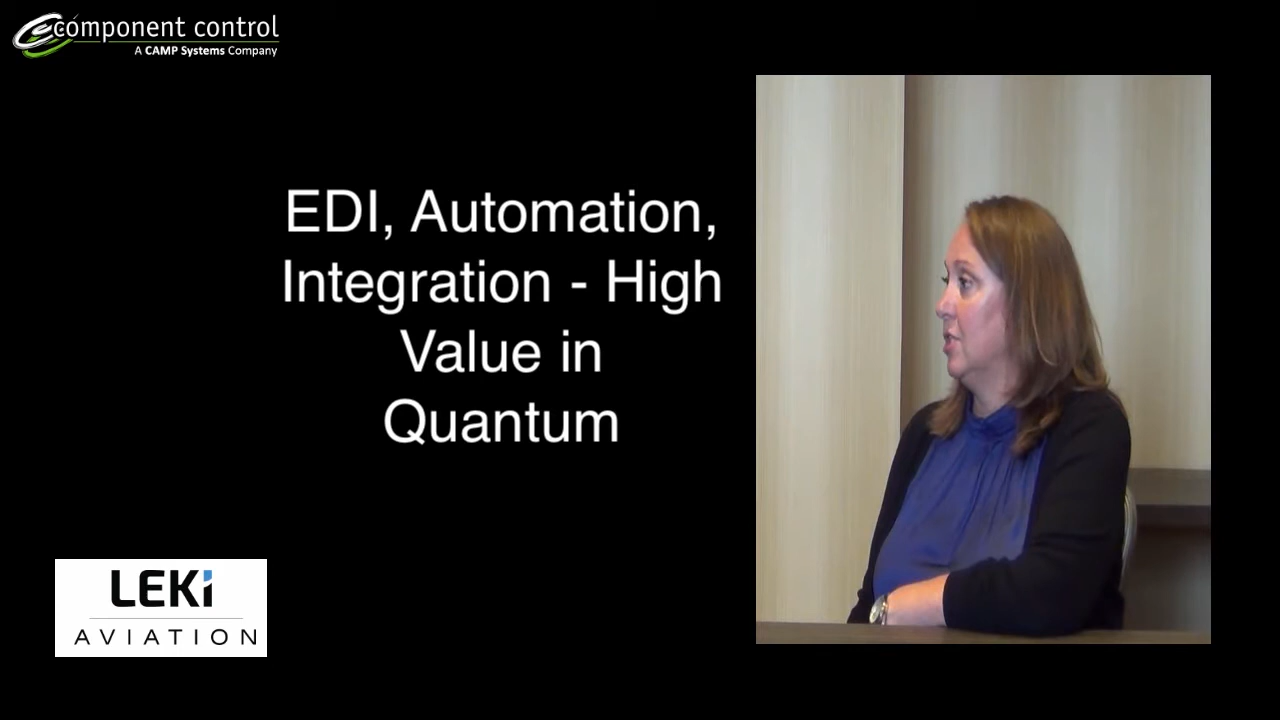 component control
A CAMP Systems Company
EDI, Automation,
Integration - High
Value in
Quantum
LEKi
AVIATION